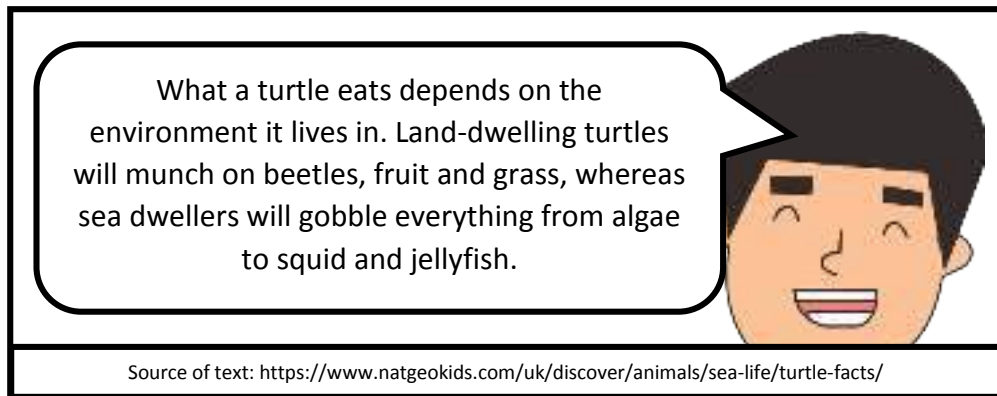 What a turtle eats depends on the
environment it lives in. Land-dwelling turtles
will munch on beetles, fruit and grass, whereas
sea dwellers will gobble everything from algae
to squid and jellyfish.
Source of text: https://www.natgeokids.com/uk/discover/animals/sea-life/turtle-facts/